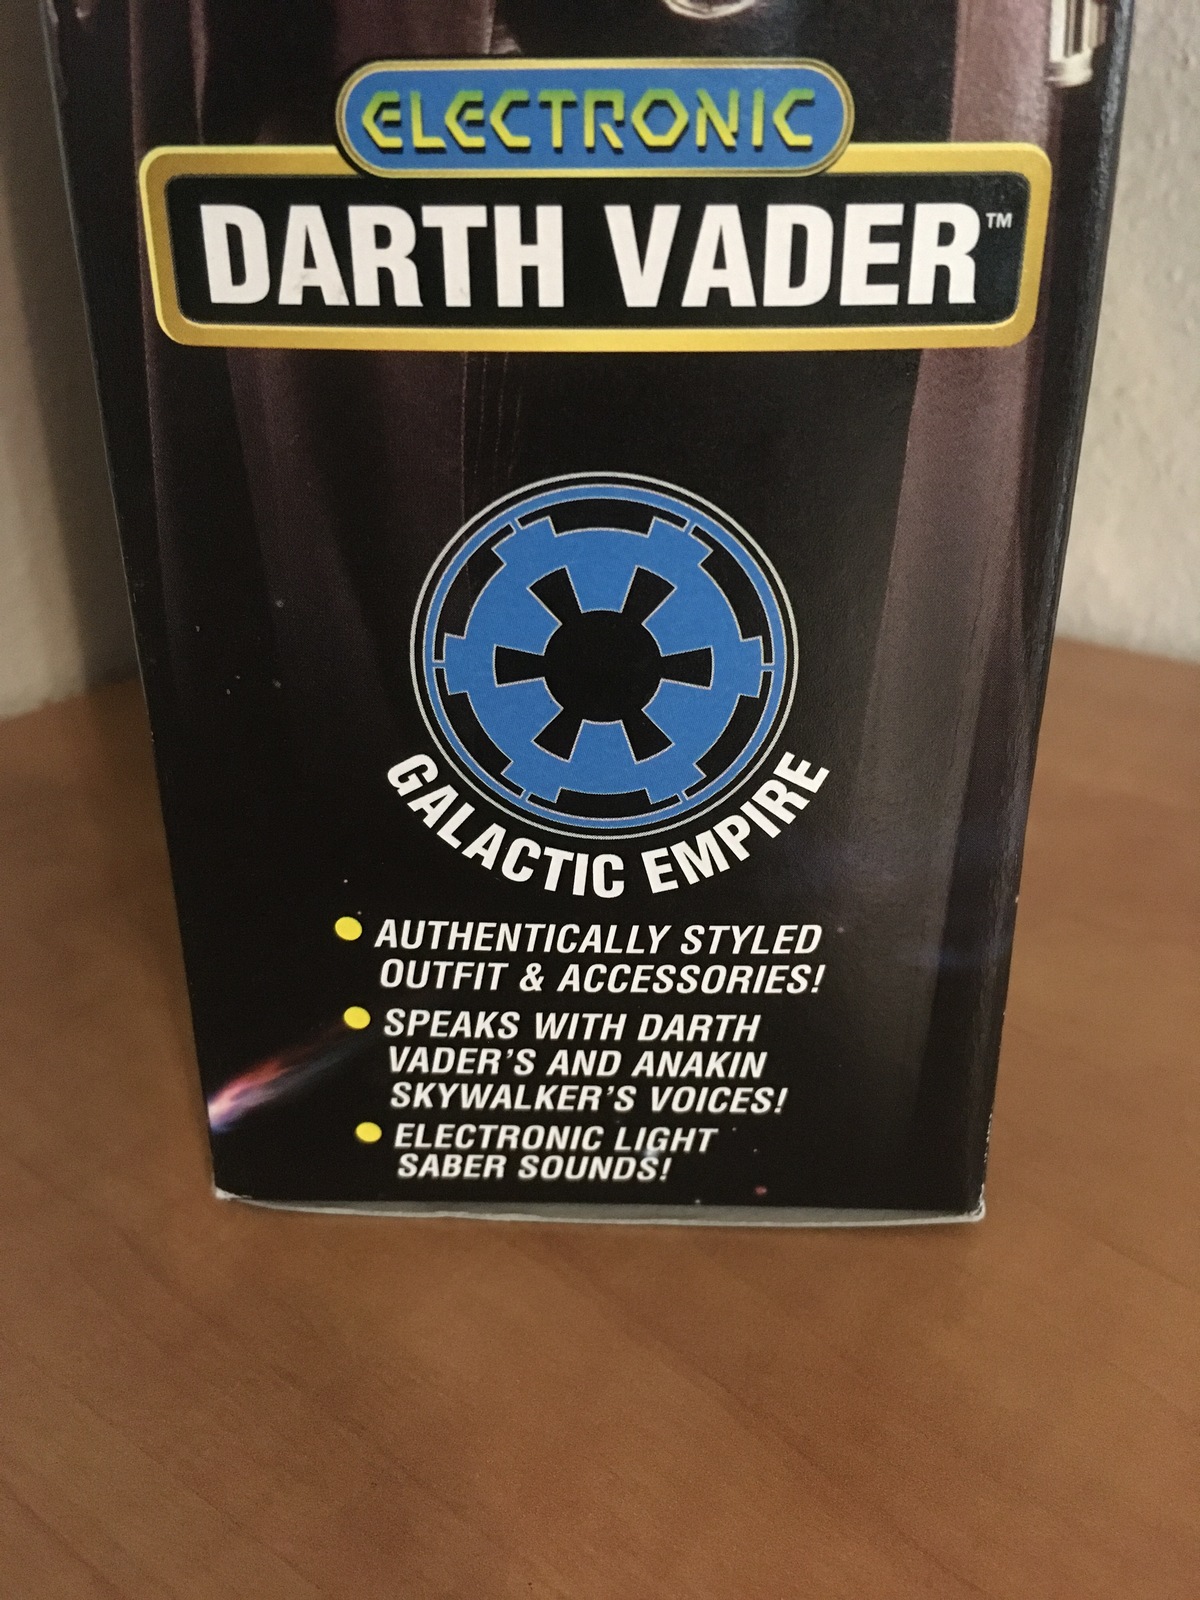 ELECTRONIC
DARTH VADER™
GALACTIC EMPIRE
AUTHENTICALLY STYLED
OUTFIT & ACCESSORIES!
SPEAKS WITH DARTH
VADER'S AND ANAKIN
SKYWALKER'S VOICES!
ELECTRONIC LIGHT
SABER SOUNDS!